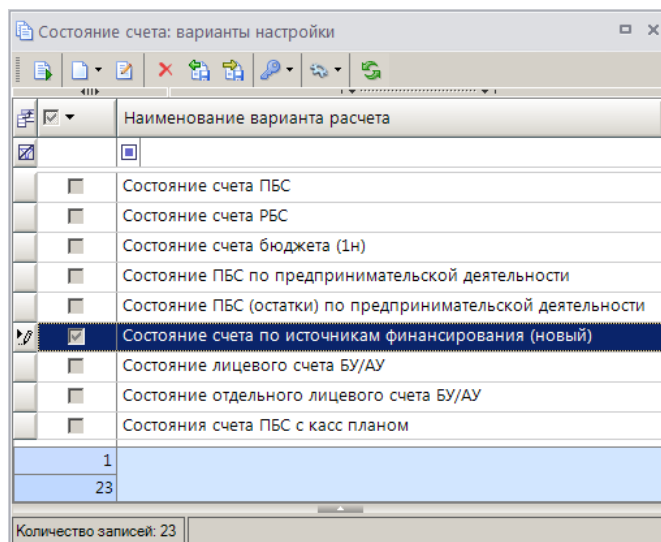 Состояние счета: варианты настройки
Наименование варианта расчета
Состояние счета ПБС
Состояние счета РБС
Состояние счета бюджета (1н)
Состояние ПБС по предпринимательской деятельности
Состояние ПБС (остатки) по предпринимательской деятельности
Состояние счета по источникам финансирования (новый)
Состояние лицевого счета БУ/АУ
Состояние отдельного лицевого счета БУ/АУ
Состояния счета ПБС с касс планом
1
23
Количество записей: 23